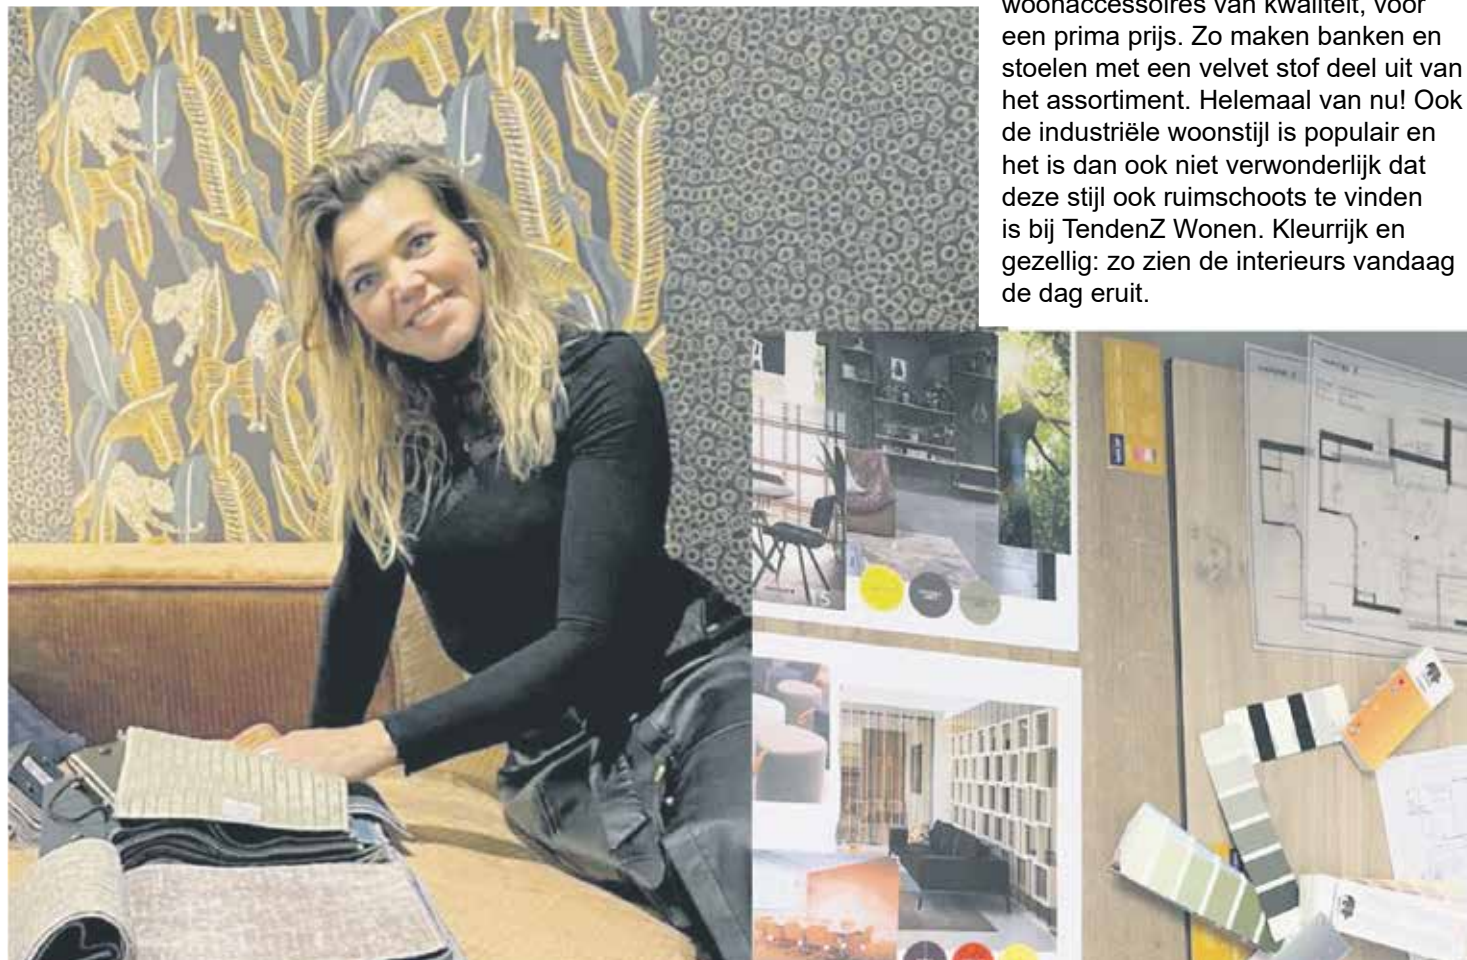 woonaccessoires van kwaliteit, voor
een prima prijs. Zo maken banken en
stoelen met een velvet stof deel uit van
het assortiment. Helemaal van nu! Ook
de industriële woonstijl is populair en
het is dan ook niet verwonderlijk dat
deze stijl ook ruimschoots te vinden
is bij TendenZ Wonen. Kleurrijk en
gezellig: zo zien de interieurs vandaag
de dag eruit.